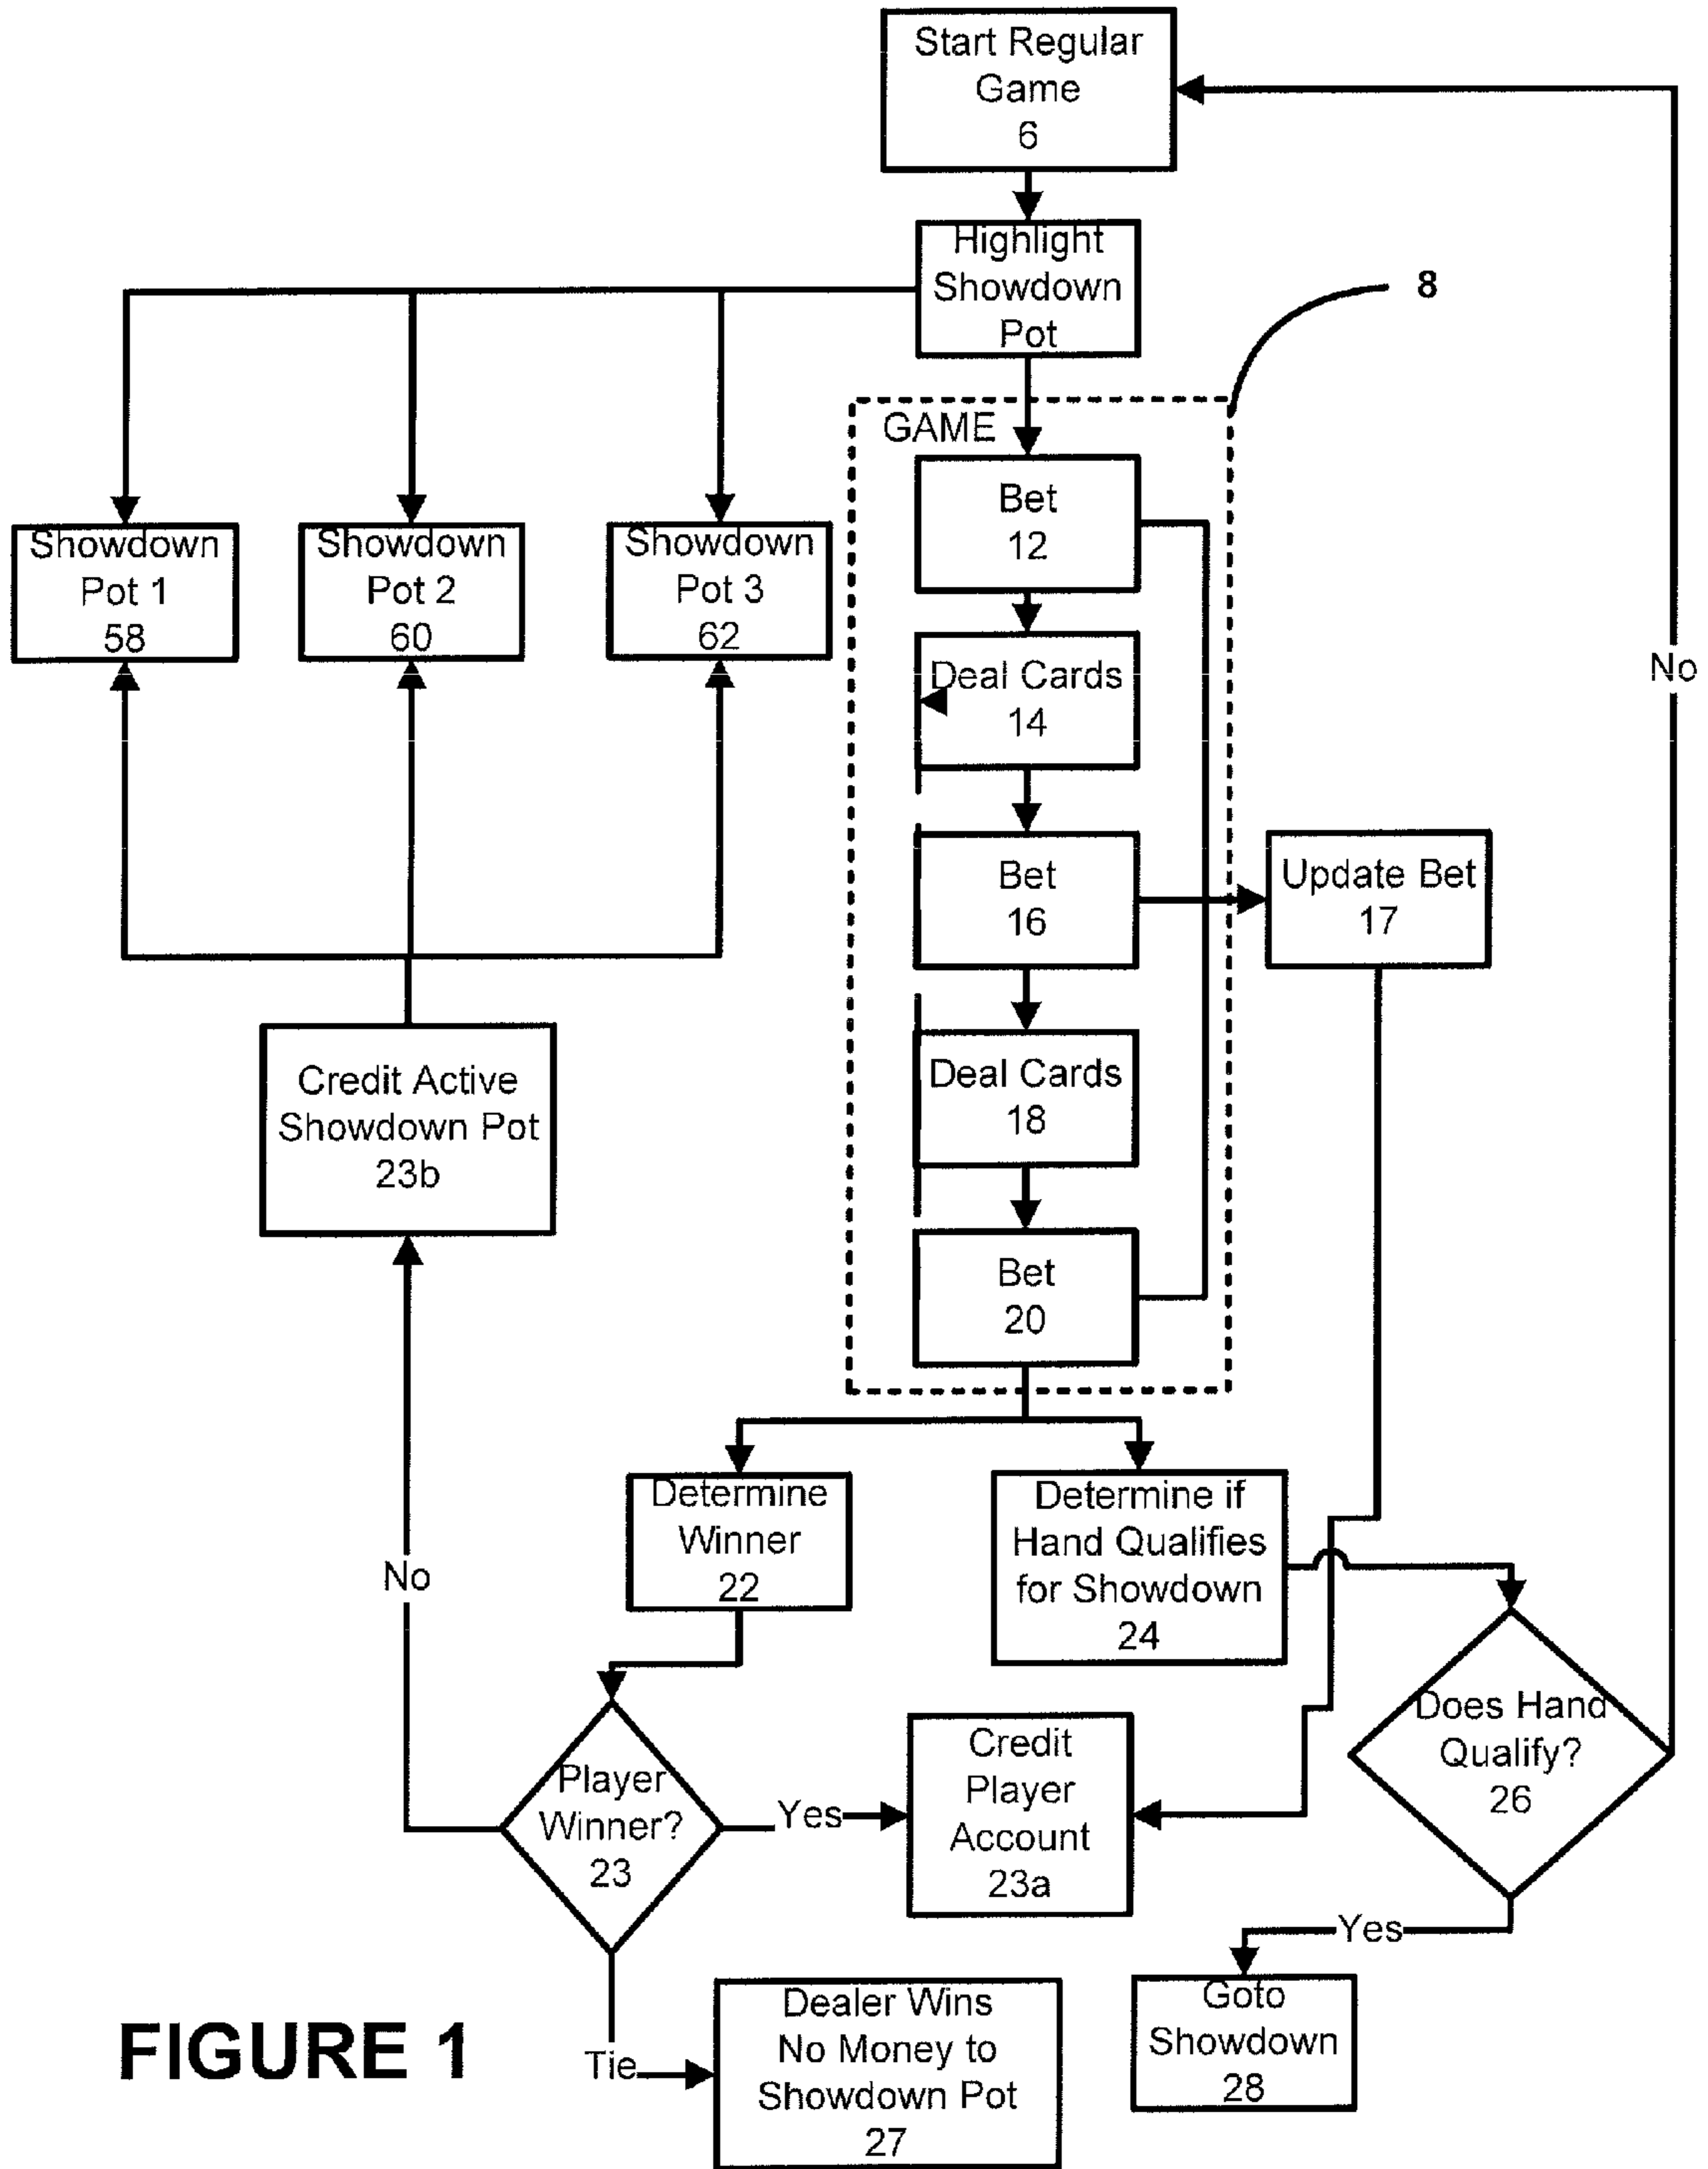 Start Regular
Game
6
Highlight
Showdown
Pot
8
GAME
Bet
12
Showdown
Pot 1
58
Showdown
Pot 2
60
Showdown
Pot 3
62
Deal Cards
14
No
Bet
16
Update Bet
17
Credit Active
Showdown Pot
23b
Deal Cards
18
Bet
20
Determine
Winner
22
Determine if
Hand Qualifies
for Showdown
24
No
Does Hand
Qualify?
26
Player
Winner?
23
Yes
Credit
Player
Account
23a
Yes
Goto
Showdown
28
Tie
Dealer Wins
No Money to
Showdown Pot
27
FIGURE 1